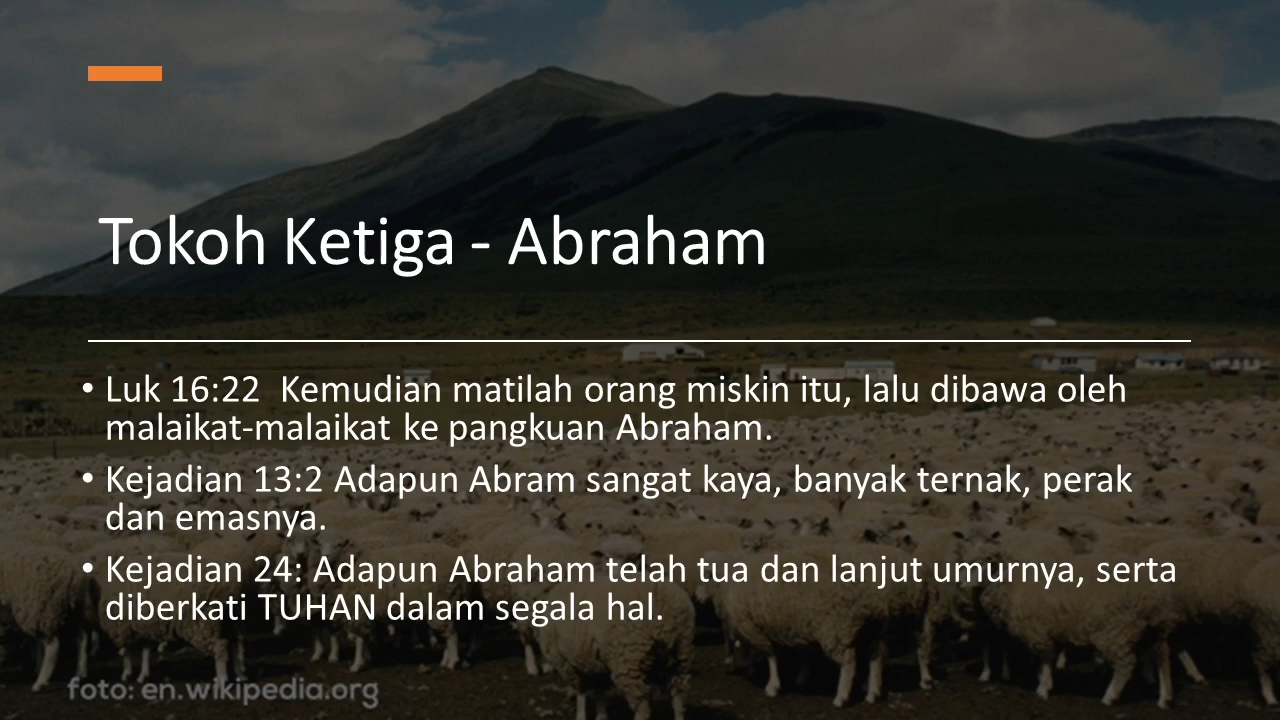 Tokoh Ketiga - Abraham
• Luk 16:22  Kemudian matilah orang miskin itu, lalu dibawa oleh
malaikat-malaikat ke pangkuan Abraham.
• Kejadian 13:2 Adapun Abram sangat kaya, banyak ternak, perak
dan emasnya.
• Kejadian 24: Adapun Abraham telah tua dan lanjut umurnya, serta
diberkati TUHAN dalam segala hal.
foto: en.wikipedia.org